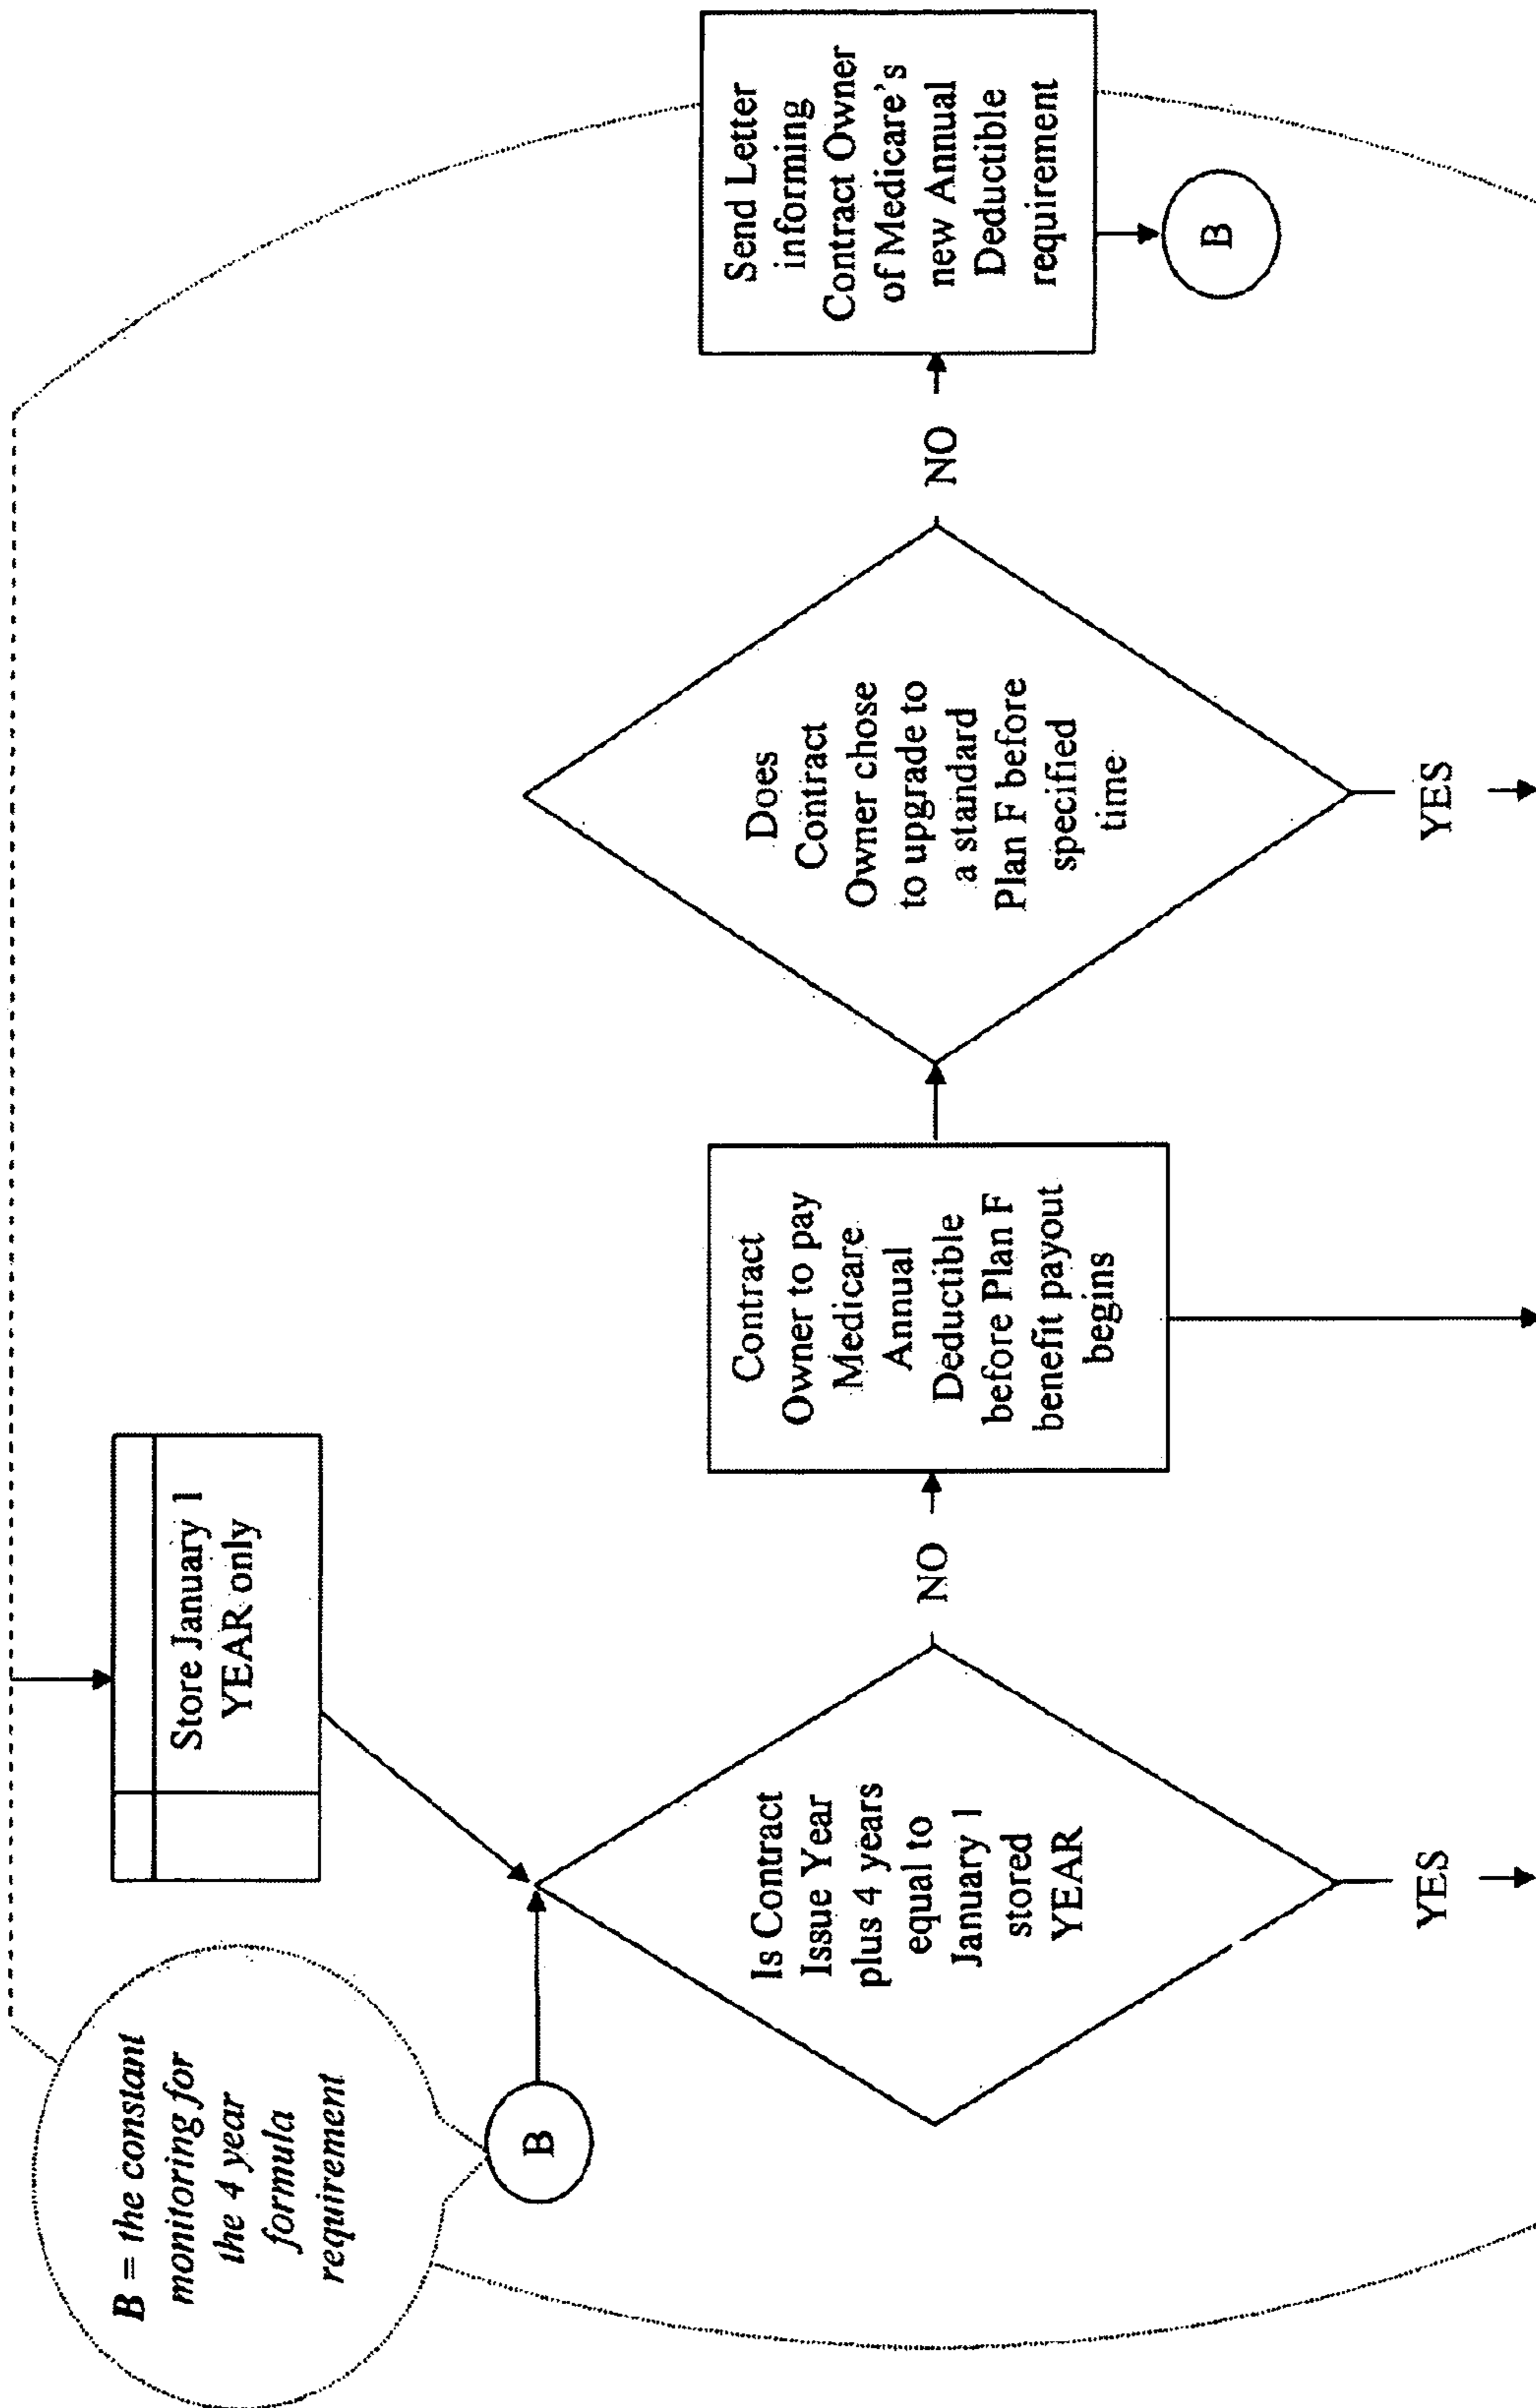 B = the constant
monitoring for
the 4 year
formula
requirement
Store January 1
YEAR only
B
Is Contract
Issue Year
plus 4 years
equal to
January 1
stored
YEAR
NO
YES
Contract
Owner to pay
Medicare
Annual
Deductible
before Plan F
benefit payout
begins
Does
Contract
Owner chose
to upgrade to
a standard
Plan F before
specified
time
NO
YES
Send Letter
informing
Contract Owner
of Medicare's
new Annual
Deductible
requirement
B